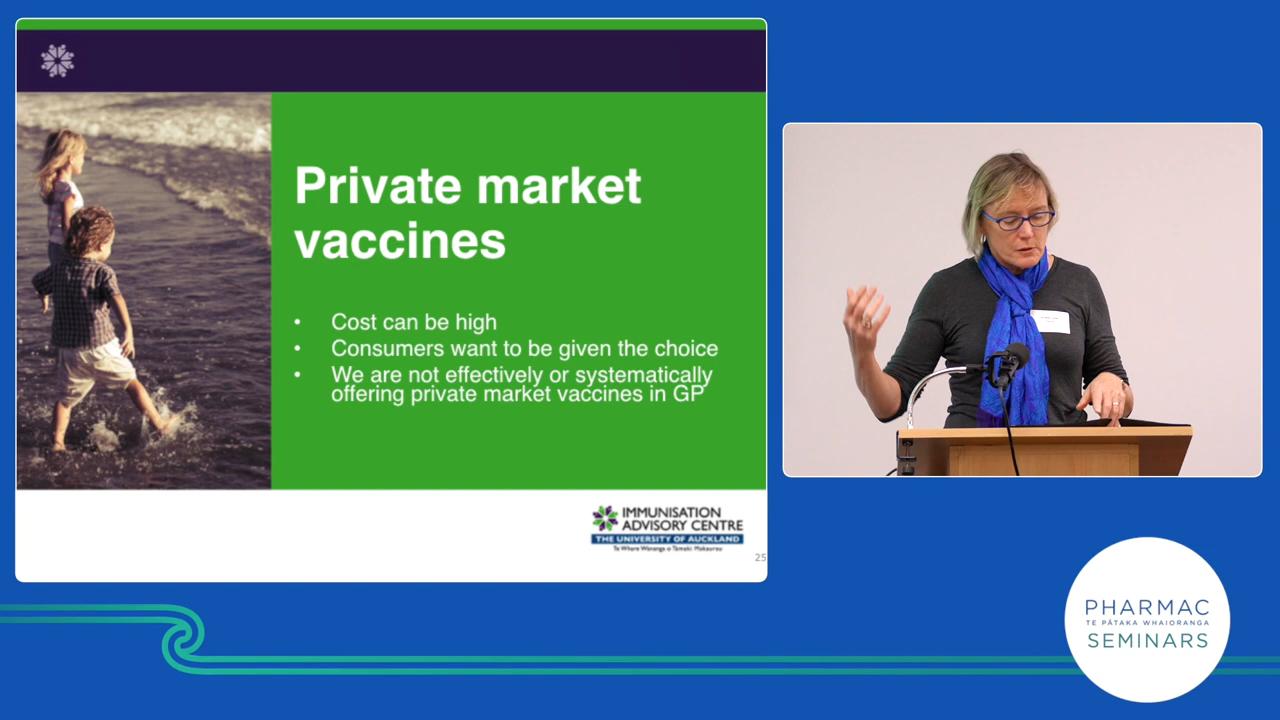 Private market
vaccines
• Cost can be high
• Consumers want to be given the choice
• We are not effectively or systematically
offering private market vaccines in GP
IMMUNISATION
ADVISORY CENTRE
THE UNIVERSITY OF AUCKLAND
Te Whare Wānanga o Tāmaki Makaurau
25
PHARMAC
TE PĀTAKA WHAIORANGA
SEMINARS